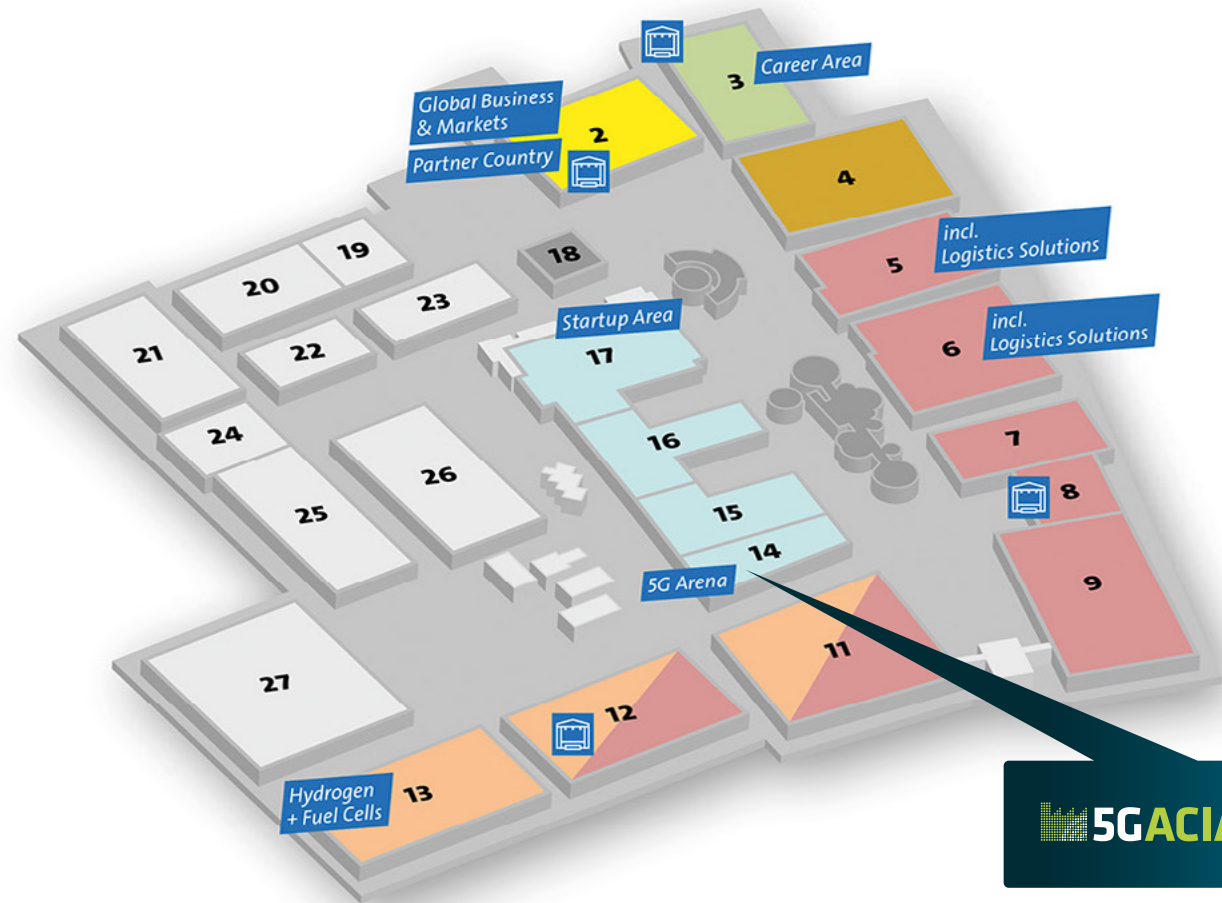 3
Career Area
Global Business
& Markets
2
Partner Country
4
19
18
5
incl.
Logistics Solutions
20
23
Startup Area
21
22
17
6
incl.
Logistics Solutions
24
16
7
26
25
15
8
14
5G Arena
9
11
27
12
Hydrogen
+ Fuel Cells
13
5GACIA